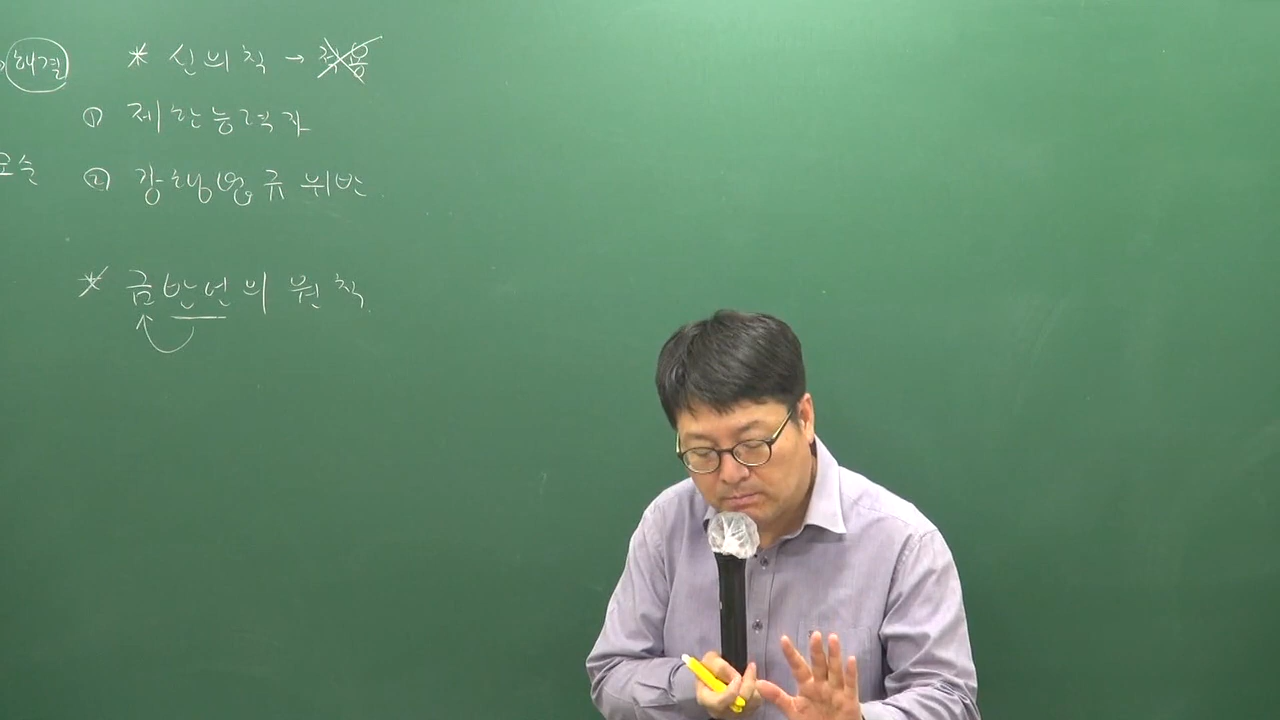 해결
* 신의칙 → 적용
① 제한능력자
② 강행법규 위반
* 금반언의 원칙